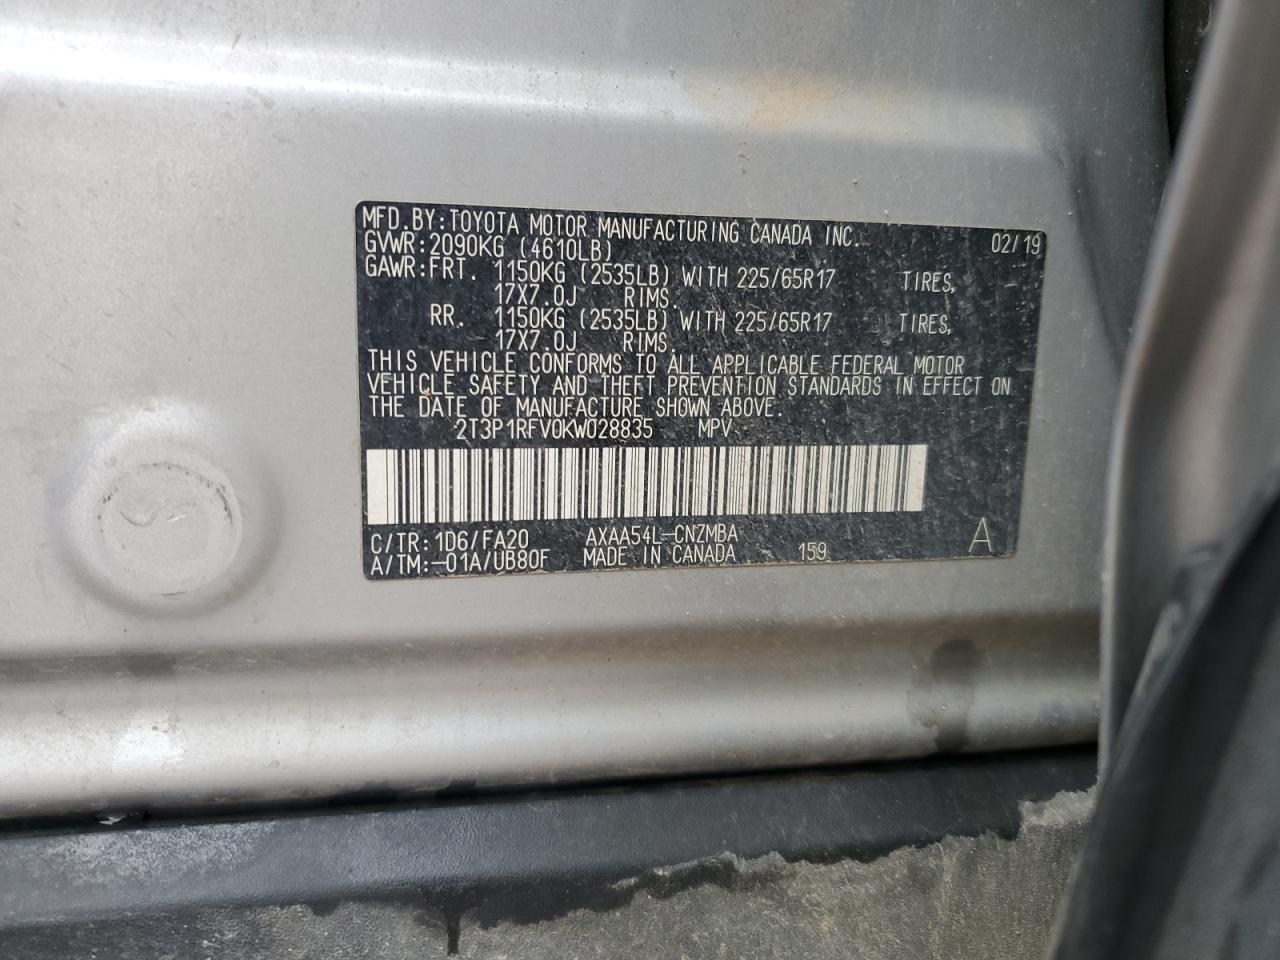 MFD.BY:TOYOTA MOTOR MANUFACTURING CANADA INC. 02/19
GVWR:2090KG (4610LB)
GAWR:FRT. 1150KG (2535LB) WITH 225/65R17 TIRES,
17X7.0J RIMS.
RR. 1150KG (2535LB) WITH 225/65R17 TIRES,
17X7.0J RIMS.
THIS VEHICLE CONFORMS TO ALL APPLICABLE FEDERAL MOTOR
VEHICLE SAFETY AND THEFT PREVENTION STANDARDS IN EFFECT ON
THE DATE OF MANUFACTURE SHOWN ABOVE.
2T3P1RFV0KW028835 MPV
C/TR:1D6/FA20 AXAA54L-CNZMBA
A/TM:-01A/UB80F MADE IN CANADA 159 A